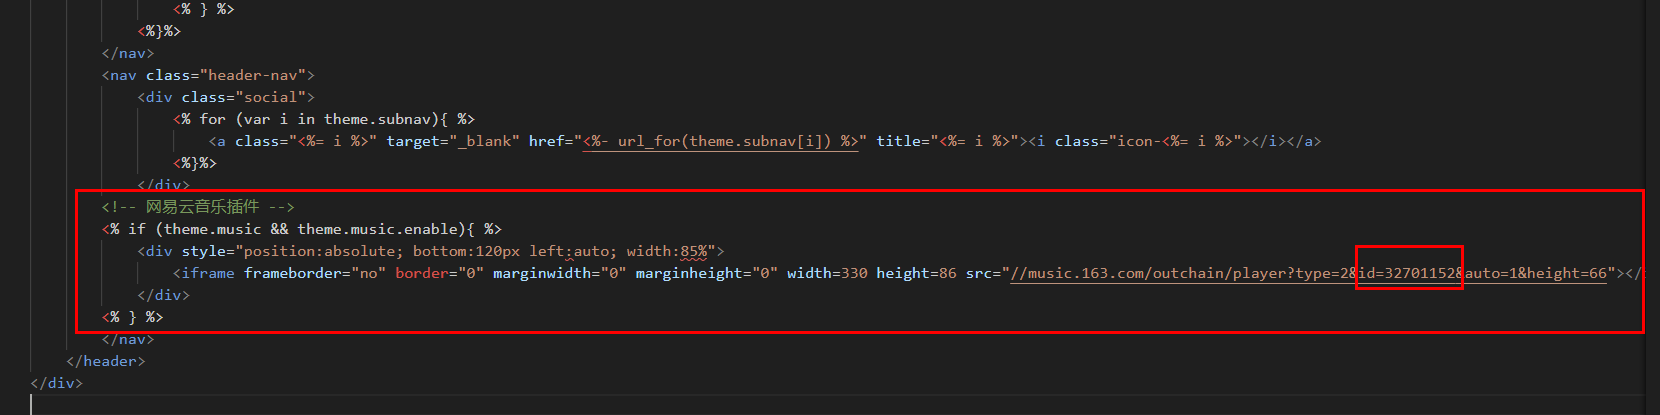 <% } %>
<%}%>
</nav>
<nav class="header-nav">
<div class="social">
<% for (var i in theme.subnav){ %>
<a class="<%= i %>" target="_blank" href="<%- url_for(theme.subnav[i]) %>" title="<%= i %>"><i class="icon-<%= i %>"></i></a>
<%}%>
</div>
<!-- 网易云音乐插件 -->
<% if (theme.music && theme.music.enable){ %>
<div style="position:absolute; bottom:120px left:auto; width:85%">
<iframe frameborder="no" border="0" marginwidth="0" marginheight="0" width=330 height=86 src="//music.163.com/outchain/player?type=2&id=32701152&auto=1&height=66"></
</div>
<% } %>
</nav>
</header>
</div>